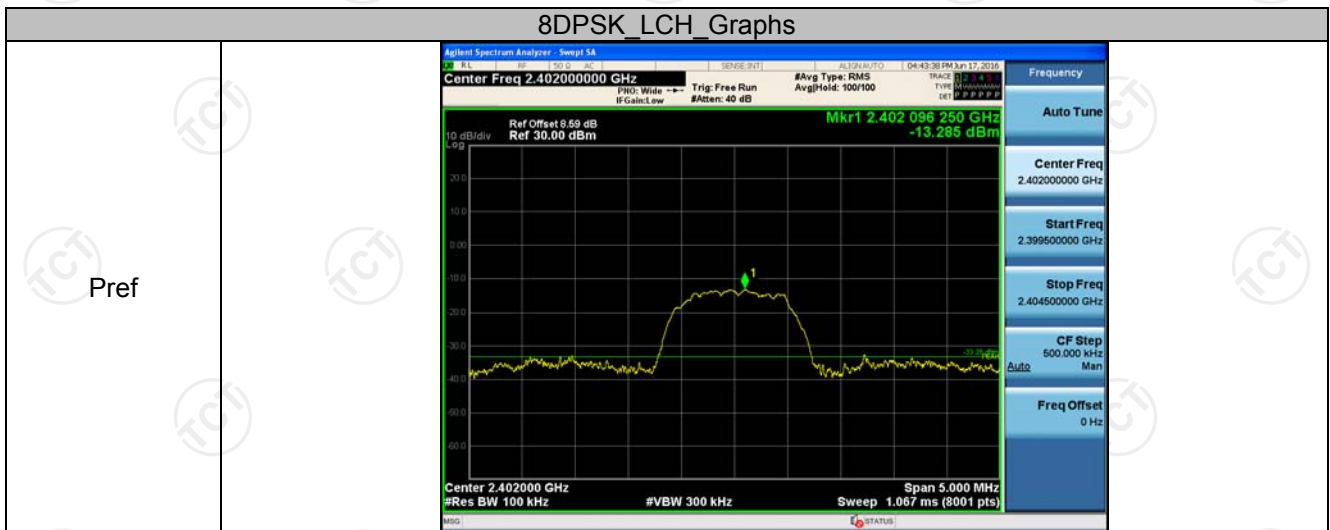 8DPSK_LCH_Graphs
Pref
Agilent Spectrum Analyzer - Swept SA
RL RF 50 Ω AC SENSE:INT ALIGN AUTO 04:43:38 PM Jun 17, 2016
Center Freq 2.402000000 GHz
PNO: Wide
IFGain:Low
Trig: Free Run
#Atten: 40 dB
#Avg Type: RMS
Avg|Hold: 100/100
TRACE 1 2 3 4 5 6
TYPE M
DET P P P P P P
Ref Offset 8.59 dB
10 dB/div Ref 30.00 dBm
Log
Mkr1 2.402 096 250 GHz
-13.285 dBm
20.0
10.0
0.00
-10.0
-20.0
-30.0
-40.0
-50.0
-60.0
1
Center 2.402000 GHz
#Res BW 100 kHz
#VBW 300 kHz
Span 5.000 MHz
Sweep 1.067 ms (8001 pts)
MSG
STATUS
Frequency
Auto Tune
Center Freq
2.402000000 GHz
Start Freq
2.399500000 GHz
Stop Freq
2.404500000 GHz
CF Step
500.000 kHz
Auto Man
Freq Offset
0 Hz
TCT
TCT
TCT
TCT
TCT
TCT
TCT